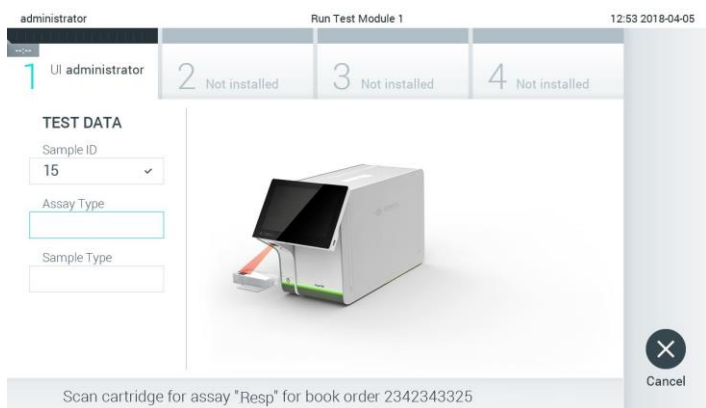 administrator Run Test Module 1 12:53 2018-04-05
--:--
1 UI administrator 2 Not installed 3 Not installed 4 Not installed
TEST DATA
Sample ID
15
Assay Type
Sample Type
Cancel
Scan cartridge for assay "Resp" for book order 2342343325